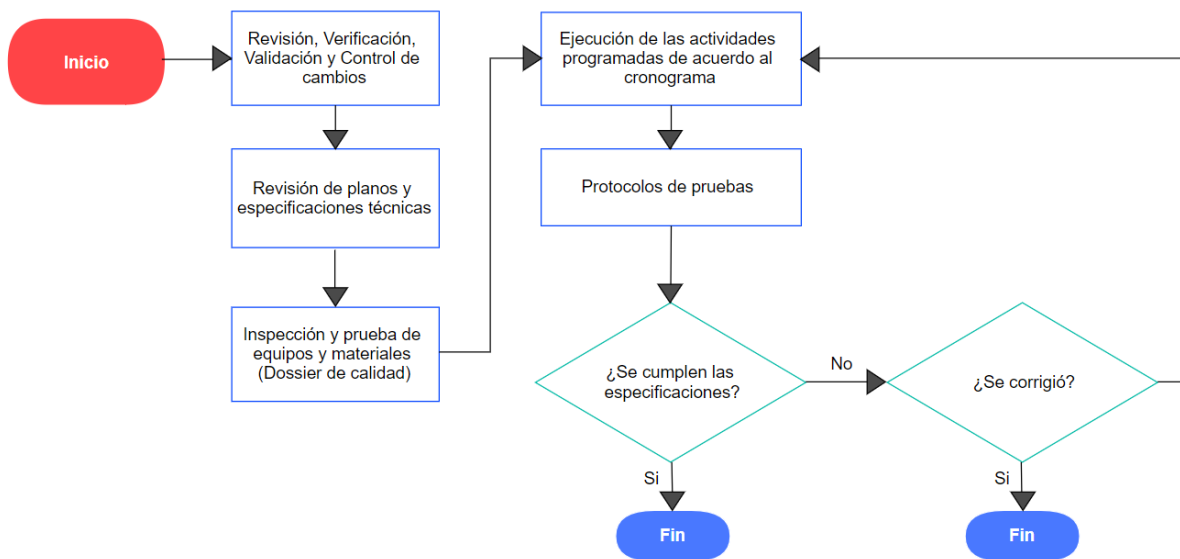 Inicio
Revisión, Verificación,
Validación y Control de
cambios
Revisión de planos y
especificaciones técnicas
Inspección y prueba de
equipos y materiales
(Dossier de calidad)
Ejecución de las actividades
programadas de acuerdo al
cronograma
Protocolos de pruebas
¿Se cumplen las
especificaciones?
No
¿Se corrigió?
Si
Fin
Si
Fin